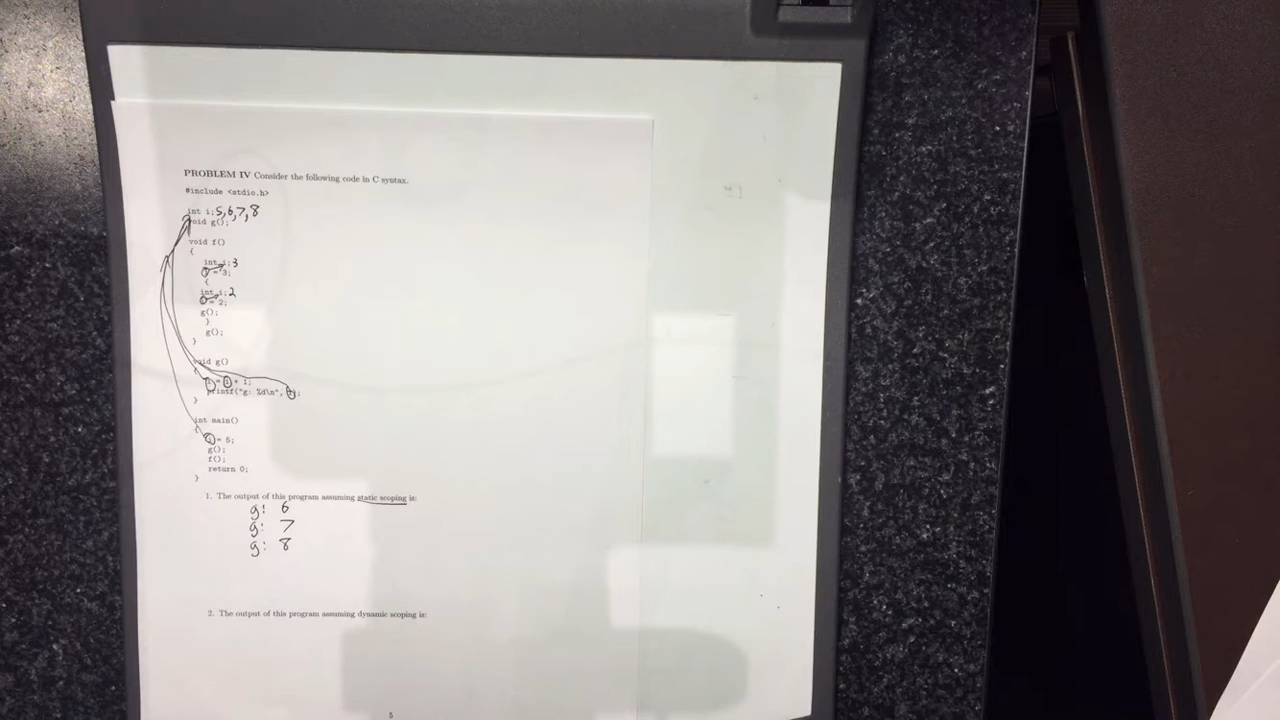 PROBLEM IV Consider the following code in C syntax.
#include <stdio.h>
int i; 5, 6, 7, 8
void g();
void f()
{
int i; 3
i = 3;
{
int i; 2
i = 2;
g();
}
g();
}
void g()
{
i = i + 1;
printf("g: %d\n", i);
}
int main()
{
i = 5;
g();
f();
return 0;
}
1. The output of this program assuming static scoping is:
g: 6
g: 7
g: 8
2. The output of this program assuming dynamic scoping is:
5